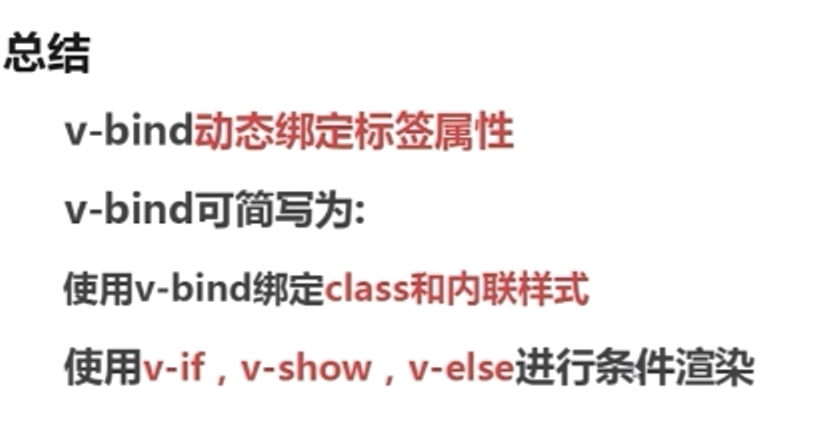 总结
v-bind动态绑定标签属性
v-bind可简写为:
使用v-bind绑定class和内联样式
使用v-if，v-show，v-else进行条件渲染